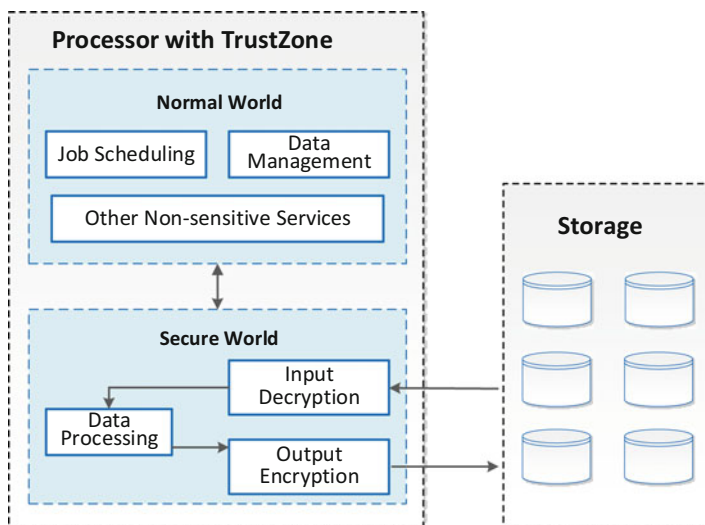 Processor with TrustZone
Normal World
Job Scheduling
Data
Management
Other Non-sensitive Services
Storage
Secure World
Input
Decryption
Data
Processing
Output
Encryption